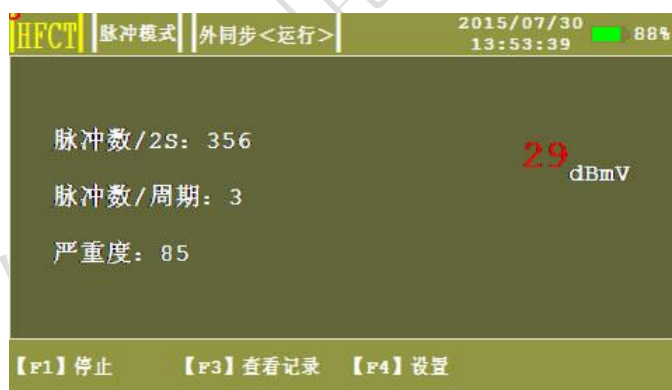 HFCT 脉冲模式 外同步<运行> 2015/07/30 88%
13:53:39
脉冲数/2S: 356
29 dBmV
脉冲数/周期: 3
严重度: 85
【F1】停止 【F3】查看记录 【F4】设置